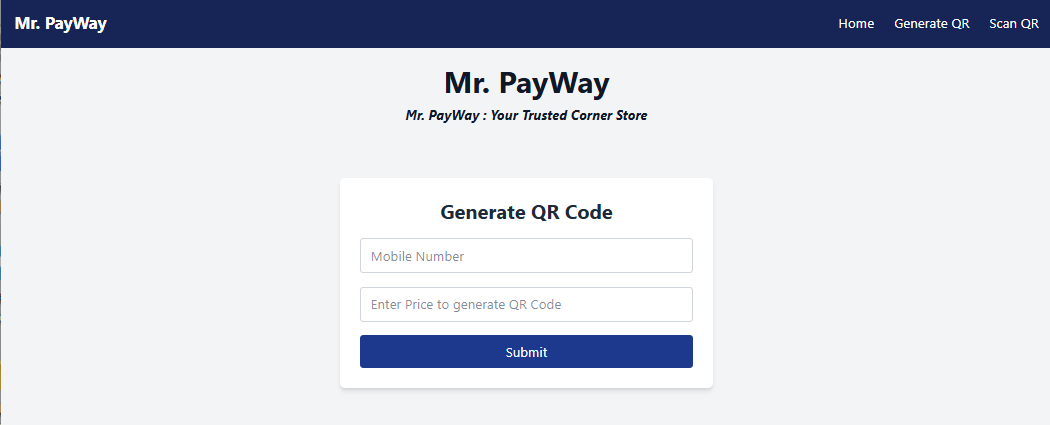 Mr. PayWay
Home Generate QR Scan QR
Mr. PayWay
Mr. PayWay : Your Trusted Corner Store
Generate QR Code
Mobile Number
Enter Price to generate QR Code
Submit